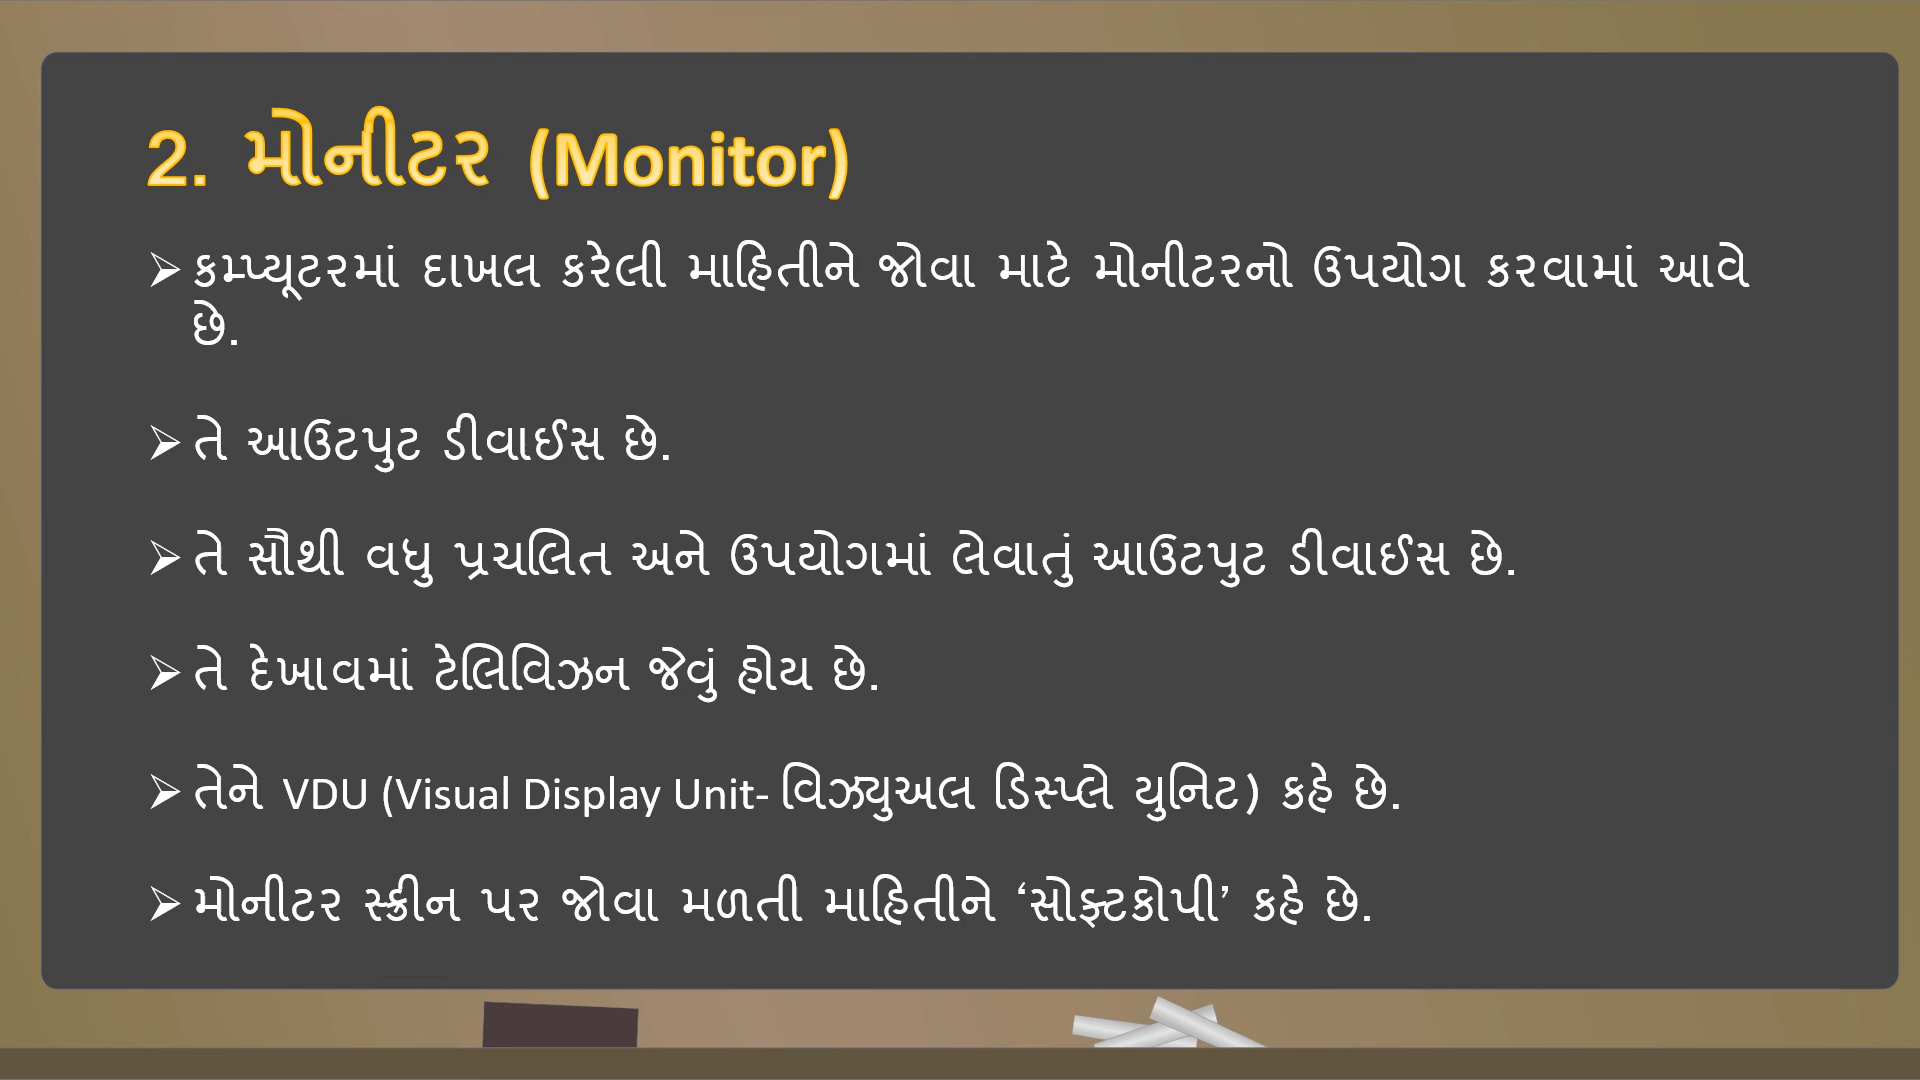 2. મોનીટર (Monitor)
➢ કમ્પ્યૂટરમાં દાખલ કરેલી માહિતીને જોવા માટે મોનીટરનો ઉપયોગ કરવામાં આવે
છે.
➢ તે આઉટપુટ ડીવાઈસ છે.
➢ તે સૌથી વધુ પ્રચલિત અને ઉપયોગમાં લેવાતું આઉટપુટ ડીવાઈસ છે.
➢ તે દેખાવમાં ટેલિવિઝન જેવું હોય છે.
➢ તેને VDU (Visual Display Unit- વિઝ્યુઅલ ડિસ્પ્લે યુનિટ) કહે છે.
➢ મોનીટર સ્ક્રીન પર જોવા મળતી માહિતીને ‘સોફ્ટકોપી’ કહે છે.